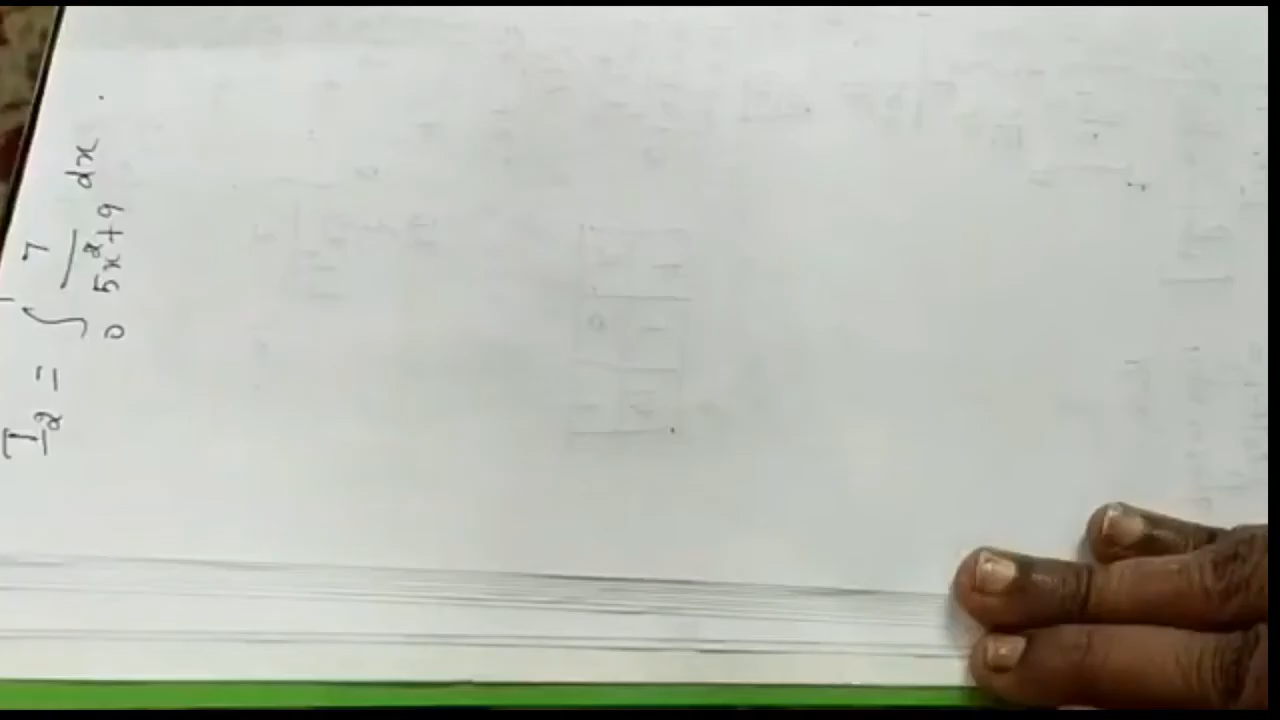 I₂ = ∫₀¹ 7/(5x²+9) dx.